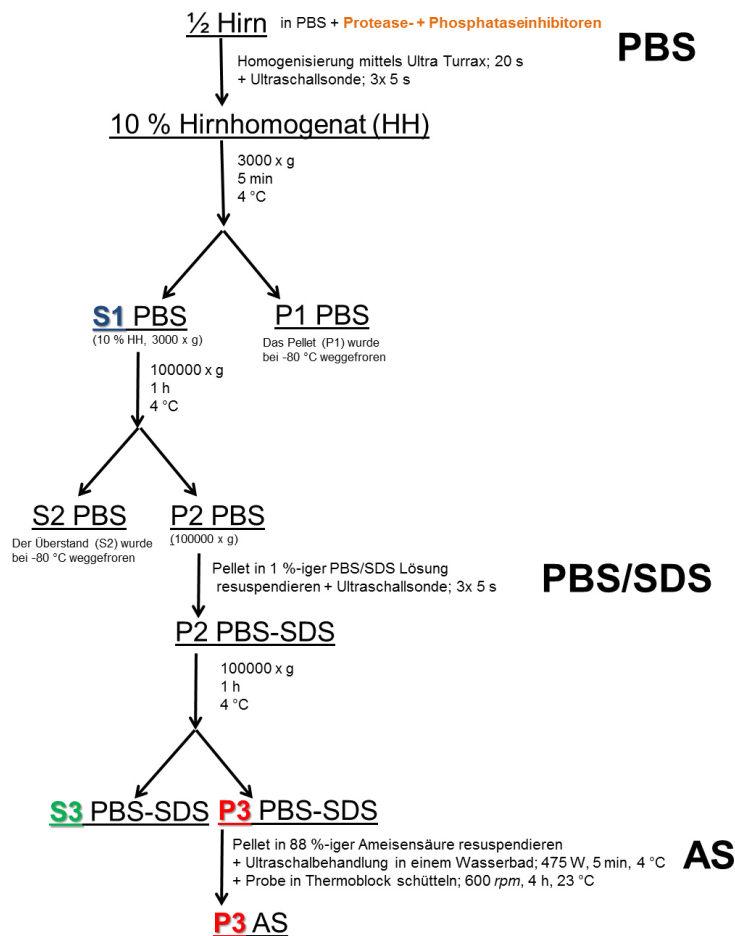 ½ Hirn in PBS + Protease- + Phosphataseinhibitoren
PBS
Homogenisierung mittels Ultra Turrax; 20 s
+ Ultraschallsonde; 3x 5 s
10 % Hirnhomogenat (HH)
3000 x g
5 min
4 °C
S1 PBS
(10 % HH, 3000 x g)
P1 PBS
Das Pellet (P1) wurde
bei -80 °C weggefroren
100000 x g
1 h
4 °C
S2 PBS
Der Überstand (S2) wurde
bei -80 °C weggefroren
P2 PBS
(100000 x g)
Pellet in 1 %-iger PBS/SDS Lösung
resuspendieren + Ultraschallsonde; 3x 5 s
PBS/SDS
P2 PBS-SDS
100000 x g
1 h
4 °C
S3 PBS-SDS P3 PBS-SDS
Pellet in 88 %-iger Ameisensäure resuspendieren
+ Ultraschalbehandlung in einem Wasserbad; 475 W, 5 min, 4 °C
+ Probe in Thermoblock schütteln; 600 rpm, 4 h, 23 °C
AS
P3 AS